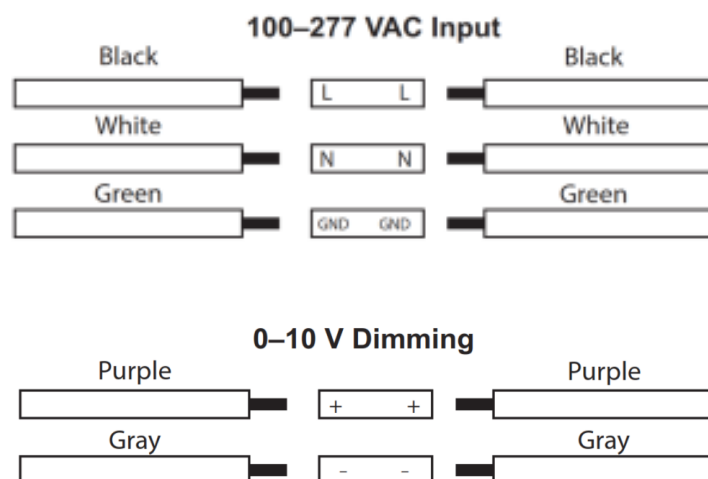 100–277 VAC Input
Black Black
L L
White White
N N
Green Green
GND GND
0–10 V Dimming
Purple Purple
+ +
Gray Gray
- -